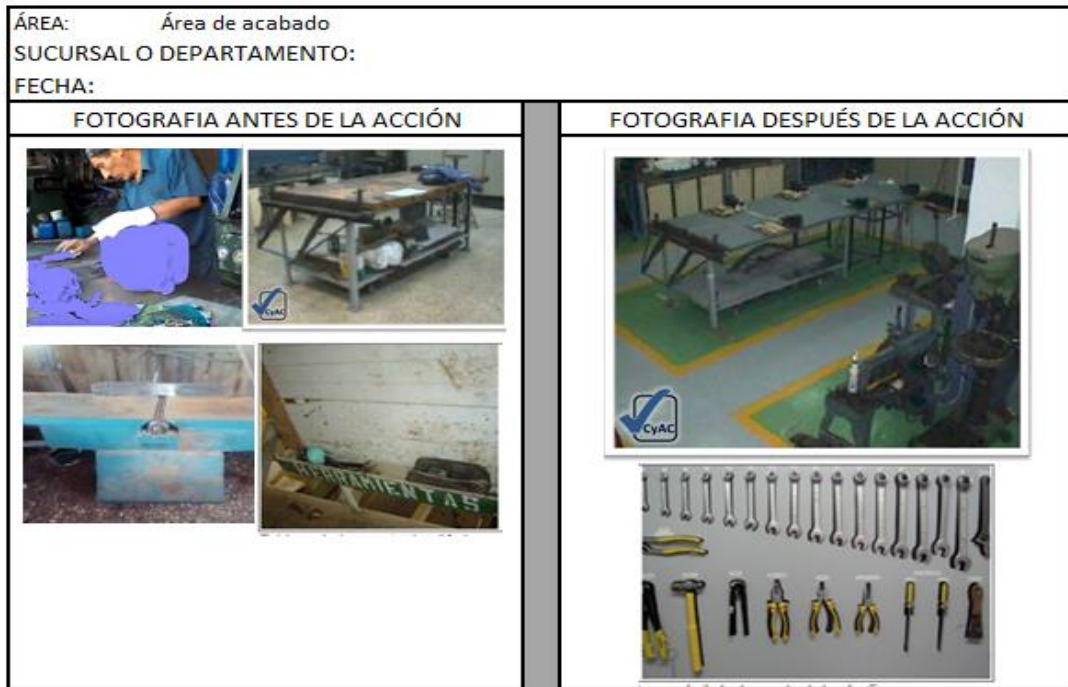 ÁREA: Área de acabado
SUCURSAL O DEPARTAMENTO:
FECHA:
FOTOGRAFIA ANTES DE LA ACCIÓN
FOTOGRAFIA DESPUÉS DE LA ACCIÓN
CyAC
CyAC
HERRAMIENTAS